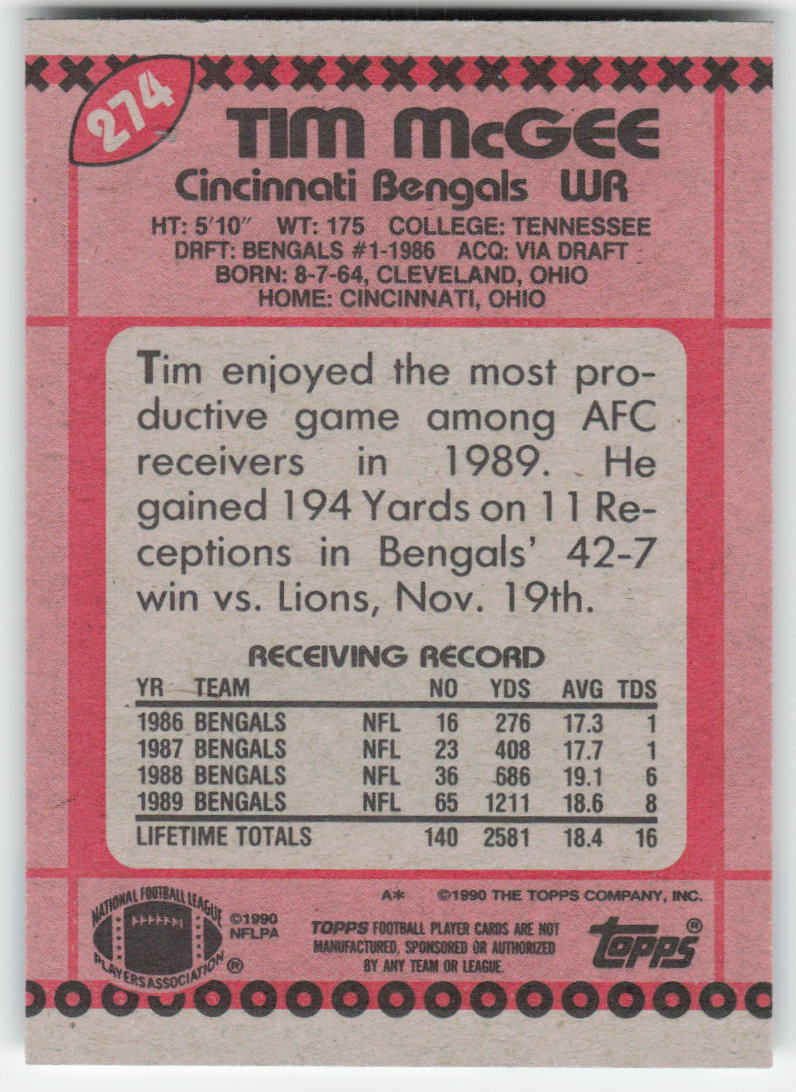 274
TIM McGEE
Cincinnati Bengals WR
HT: 5'10" WT: 175 COLLEGE: TENNESSEE
DRFT: BENGALS #1-1986 ACQ: VIA DRAFT
BORN: 8-7-64, CLEVELAND, OHIO
HOME: CINCINNATI, OHIO
Tim enjoyed the most pro-
ductive game among AFC
receivers in 1989. He
gained 194 Yards on 11 Re-
ceptions in Bengals' 42-7
win vs. Lions, Nov. 19th.
RECEIVING RECORD
YR TEAM NO YDS AVG TDS
1986 BENGALS NFL 16 276 17.3 1
1987 BENGALS NFL 23 408 17.7 1
1988 BENGALS NFL 36 686 19.1 6
1989 BENGALS NFL 65 1211 18.6 8
LIFETIME TOTALS 140 2581 18.4 16
A* ©1990 THE TOPPS COMPANY, INC.
NATIONAL FOOTBALL LEAGUE
PLAYERS ASSOCIATION ®
©1990
NFLPA
TOPPS FOOTBALL PLAYER CARDS ARE NOT
MANUFACTURED, SPONSORED OR AUTHORIZED
BY ANY TEAM OR LEAGUE.
topps ®